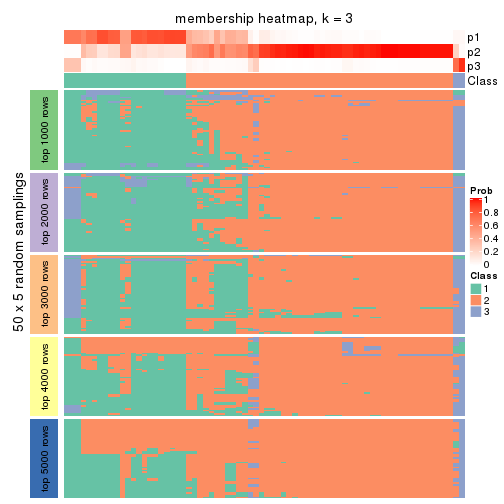 membership heatmap, k = 3
p1
p2
p3
Class
50 x 5 random samplings
top 1000 rows
top 2000 rows
top 3000 rows
top 4000 rows
top 5000 rows
Prob
1
0.8
0.6
0.4
0.2
0
Class
1
2
3